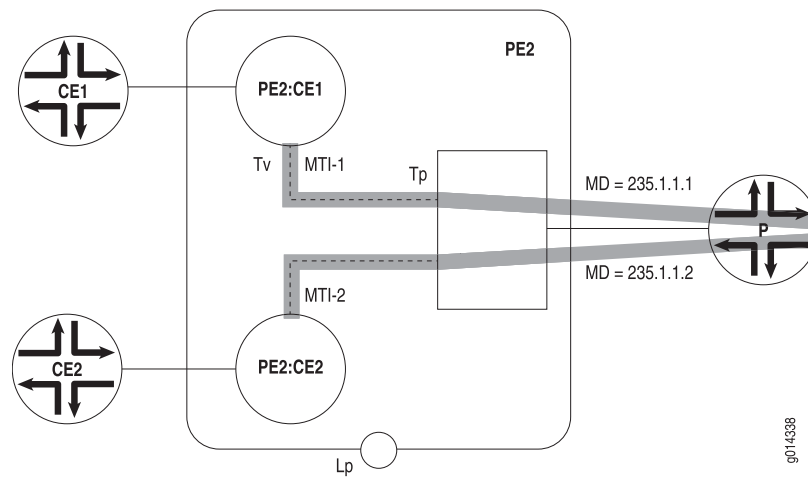 PE2
CE1
PE2:CE1
Tv
MTI-1
Tp
MD = 235.1.1.1
P
MD = 235.1.1.2
MTI-2
CE2
PE2:CE2
Lp
g014338